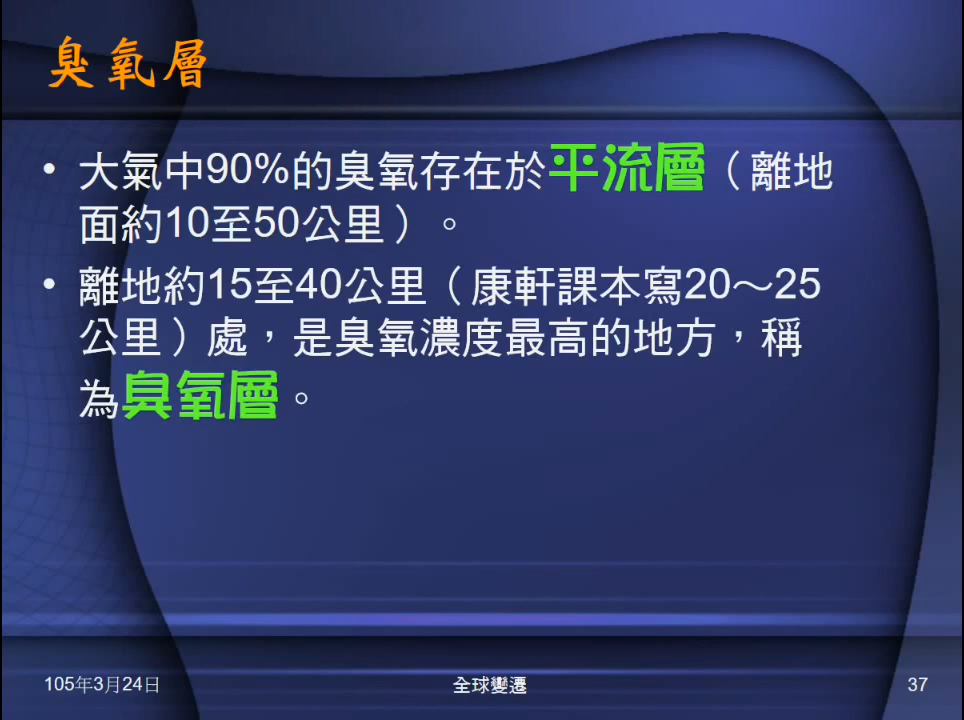 臭氧層
• 大氣中90%的臭氧存在於平流層（離地
面約10至50公里）。
• 離地約15至40公里（康軒課本寫20～25
公里）處，是臭氧濃度最高的地方，稱
為臭氧層。
105年3月24日
全球變遷
37